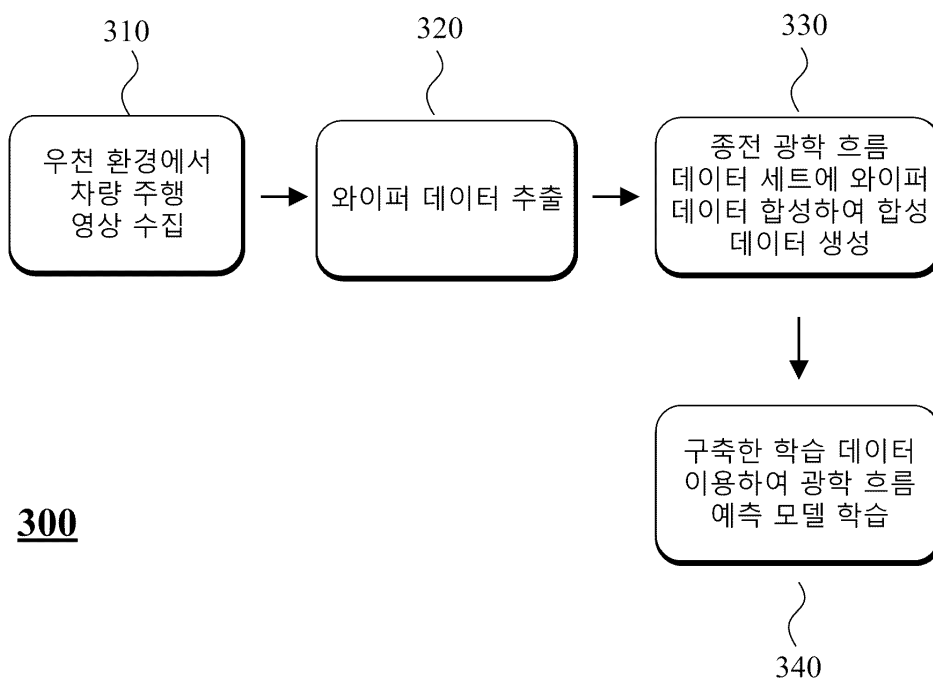 310
320
330
우천 환경에서
차량 주행
영상 수집
와이퍼 데이터 추출
종전 광학 흐름
데이터 세트에 와이퍼
데이터 합성하여 합성
데이터 생성
구축한 학습 데이터
이용하여 광학 흐름
예측 모델 학습
300
340